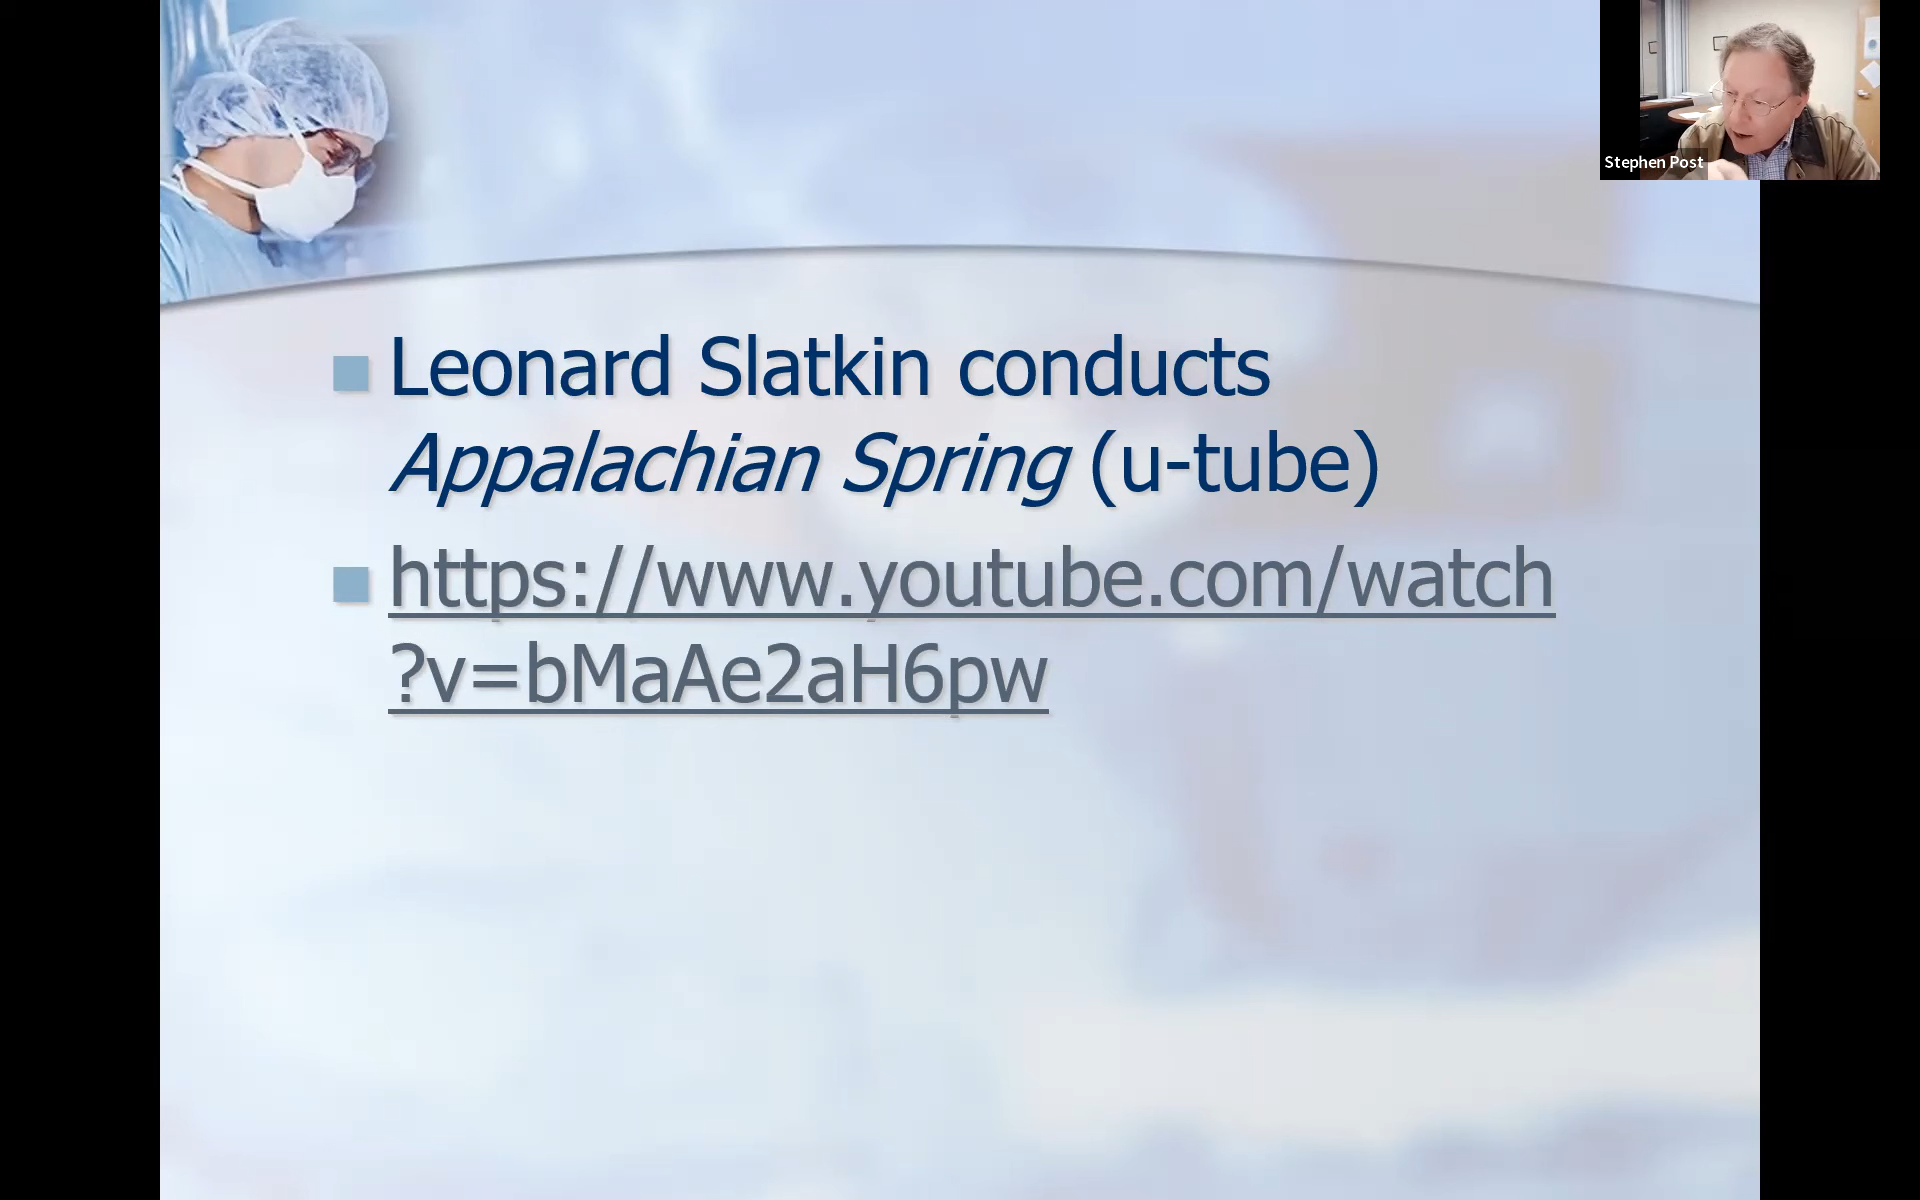 Stephen Post
Leonard Slatkin conducts
Appalachian Spring (u-tube)
https://www.youtube.com/watch
?v=bMaAe2aH6pw